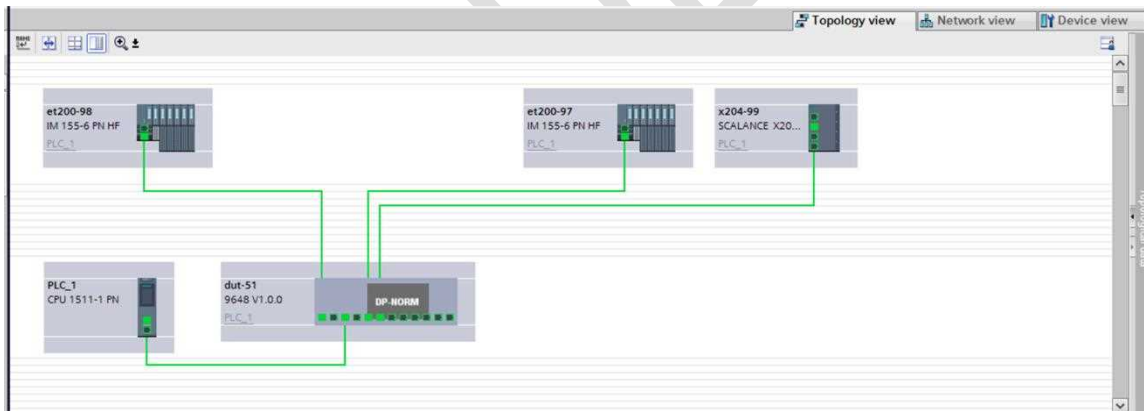 Topology view
Network view
Device view
et200-98
IM 155-6 PN HF
PLC_1
et200-97
IM 155-6 PN HF
PLC_1
x204-99
SCALANCE X20...
PLC_1
PLC_1
CPU 1511-1 PN
dut-51
9648 V1.0.0
PLC_1
DP-NORM